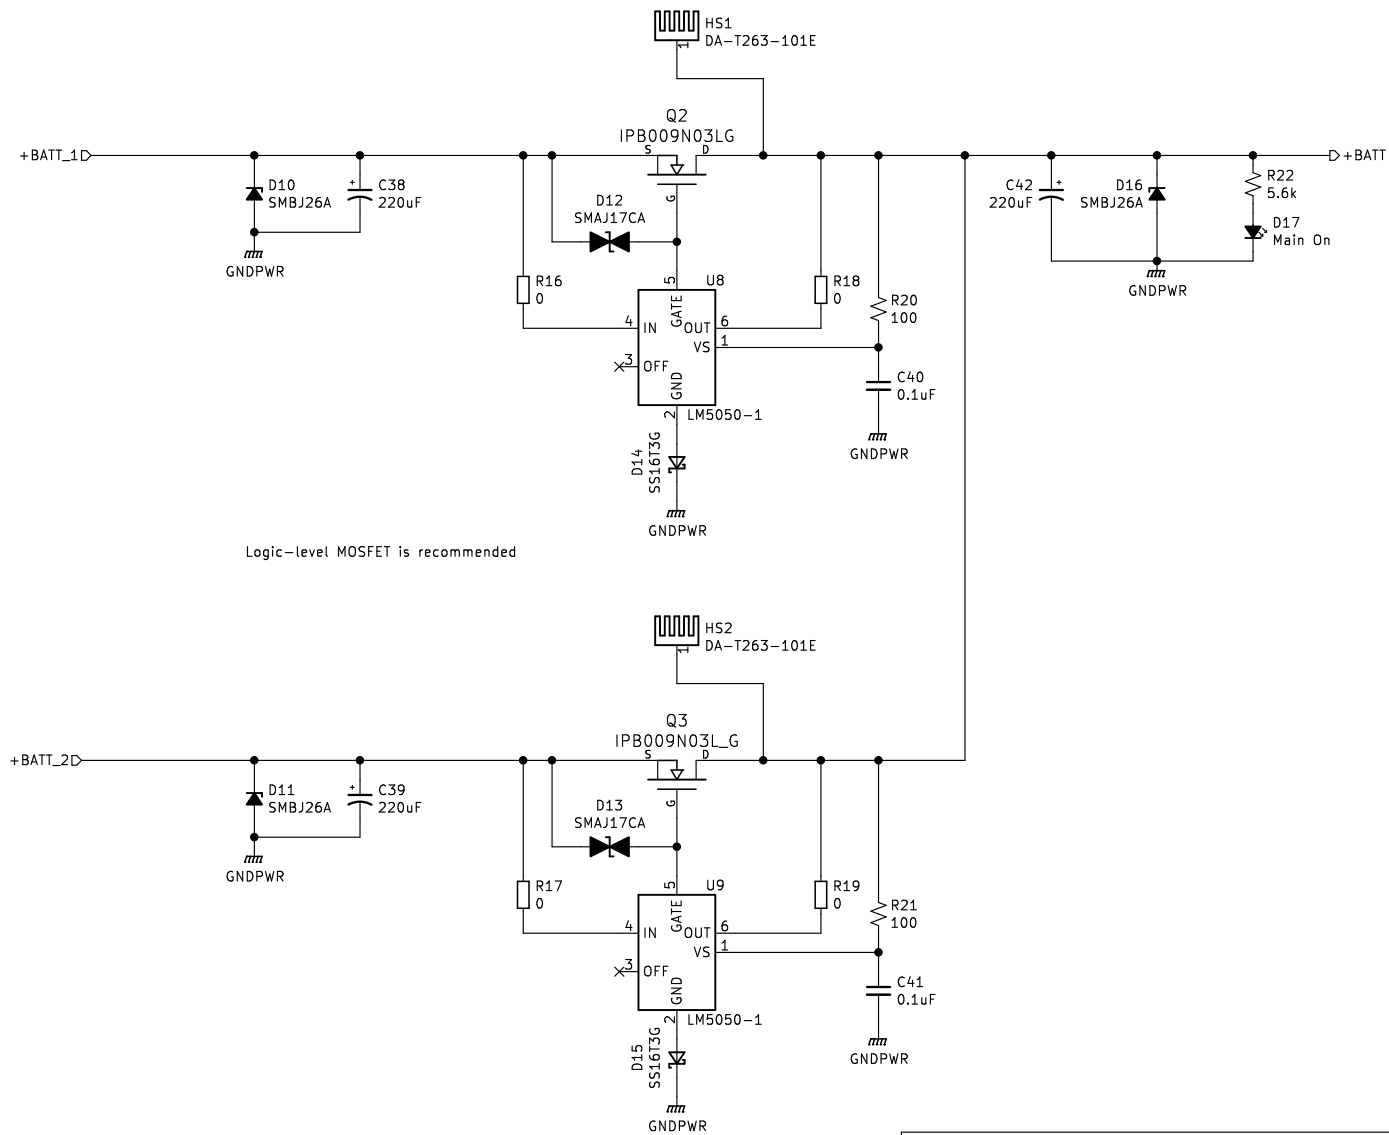 HS1
DA-T263-101E
1
Q2
IPB009N03LG
S
D
G
+BATT_1
+BATT
D10
SMBJ26A
C38
220uF
+
GNDPWR
D12
SMAJ17CA
C42
220uF
+
D16
SMBJ26A
R22
5.6k
D17
Main On
GNDPWR
R16
0
U8
5
GATE
4
IN
OUT
6
VS
1
3
OFF
GND
2
LM5050-1
R18
0
R20
100
C40
0.1uF
GNDPWR
D14
SS16T3G
GNDPWR
Logic-level MOSFET is recommended
HS2
DA-T263-101E
1
Q3
IPB009N03L_G
S
D
G
+BATT_2
D11
SMBJ26A
C39
220uF
+
GNDPWR
D13
SMAJ17CA
R17
0
U9
5
GATE
4
IN
OUT
6
VS
1
3
OFF
GND
2
LM5050-1
R19
0
R21
100
C41
0.1uF
GNDPWR
D15
SS16T3G
GNDPWR